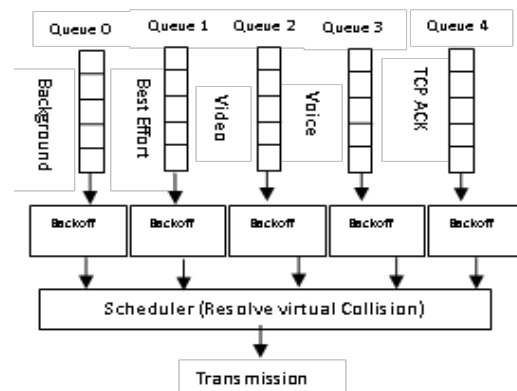 Queue 0
Queue 1
Queue 2
Queue 3
Queue 4
Background
Best Effort
Video
Voice
TCP ACK
Backoff
Backoff
Backoff
Backoff
Backoff
Scheduler (Resolve virtual Collision)
Transmission